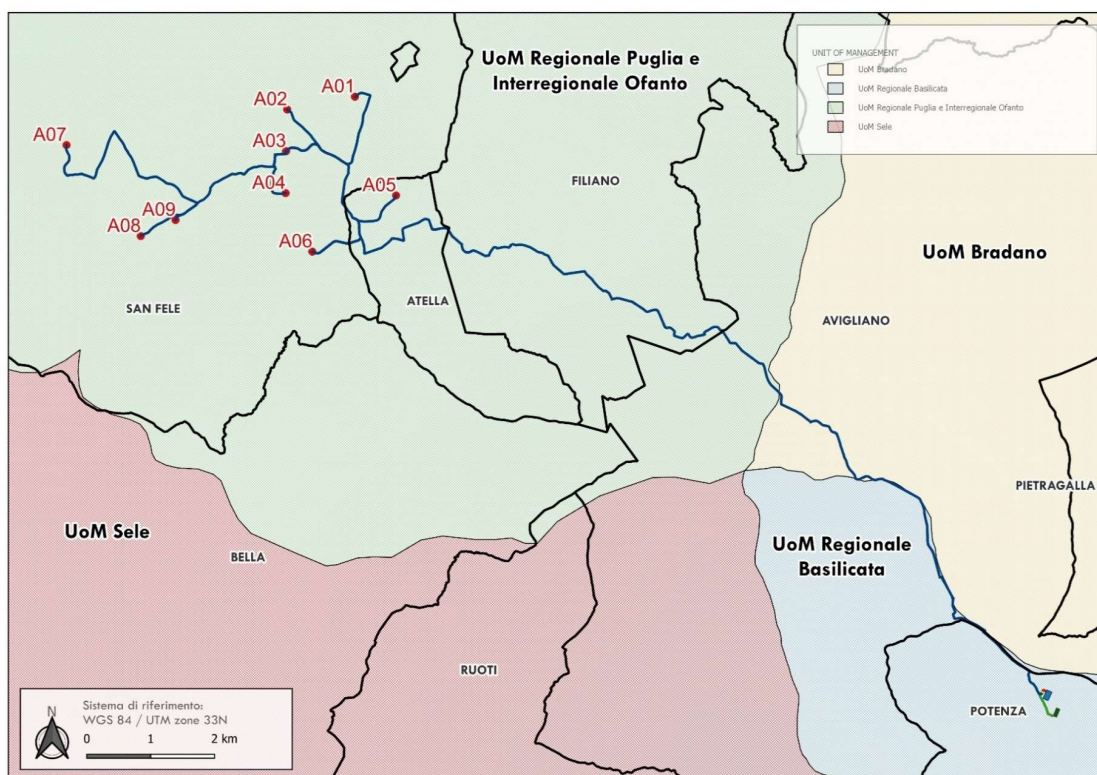 UoM Regionale Puglia e
Interregionale Ofanto
UNIT OF MANAGEMENT
UoM Bradano
UoM Regionale Basilicata
UoM Regionale Puglia e Interregionale Ofanto
UoM Sele
A01
A02
A03
A04
A05
A06
A07
A08
A09
FILIANO
UoM Bradano
SAN FELE
ATELLA
AVIGLIANO
PIETRAGALLA
UoM Sele
BELLA
UoM Regionale
Basilicata
RUOTI
POTENZA
N
Sistema di riferimento:
WGS 84 / UTM zone 33N
0 1 2 km